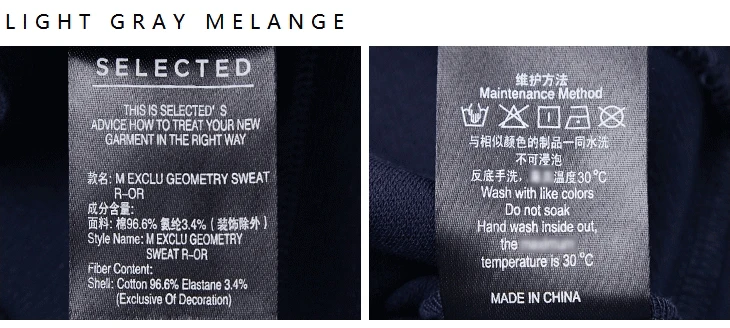 LIGHT GRAY MELANGE
SELECTED
THIS IS SELECTED' S
ADVICE HOW TO TREAT YOUR NEW
GARMENT IN THE RIGHT WAY
款名: M EXCLU GEOMETRY SWEAT
R-OR
成分含量:
面料: 棉96.6% 氨纶3.4% ( 装饰除外 )
Style Name: M EXCLU GEOMETRY
SWEAT R-OR
Fiber Content:
Shell: Cotton 96.6% Elastane 3.4%
(Exclusive Of Decoration)
维护方法
Maintenance Method
与相似颜色的制品一同水洗
不可浸泡
反底手洗, 温度30°C
Wash with like colors
Do not soak
Hand wash inside out,
the
temperature is 30°C
MADE IN CHINA